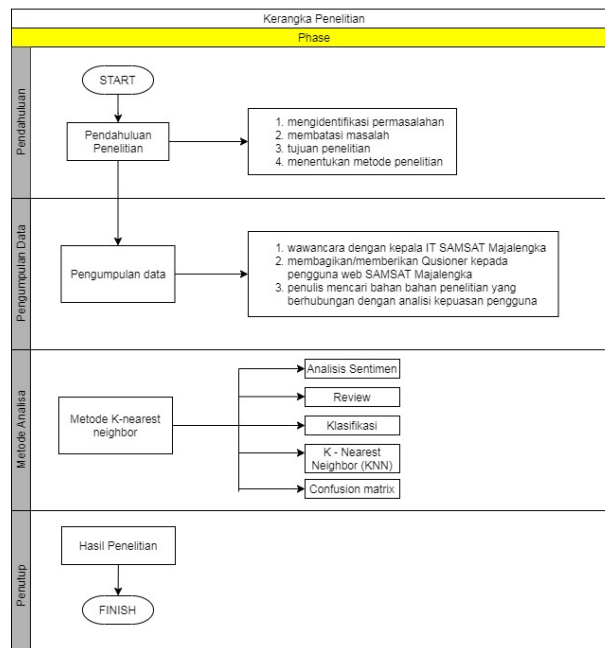 Kerangka Penelitian
Phase
Pendahuluan
START
Pendahuluan
Penelitian
1. mengidentifikasi permasalahan
2. membatasi masalah
3. tujuan penelitian
4. menentukan metode penelitian
Pengumpulan Data
Pengumpulan data
1. wawancara dengan kepala IT SAMSAT Majalengka
2. membagikan/memberikan Qusioner kepada
pengguna web SAMSAT Majalengka
3. penulis mencari bahan bahan penelitian yang
berhubungan dengan analisi kepuasan pengguna
Metode Analisa
Metode K-nearest
neighbor
Analisis Sentimen
Review
Klasifikasi
K - Nearest
Neighbor (KNN)
Confusion matrix
Penutup
Hasil Penelitian
FINISH